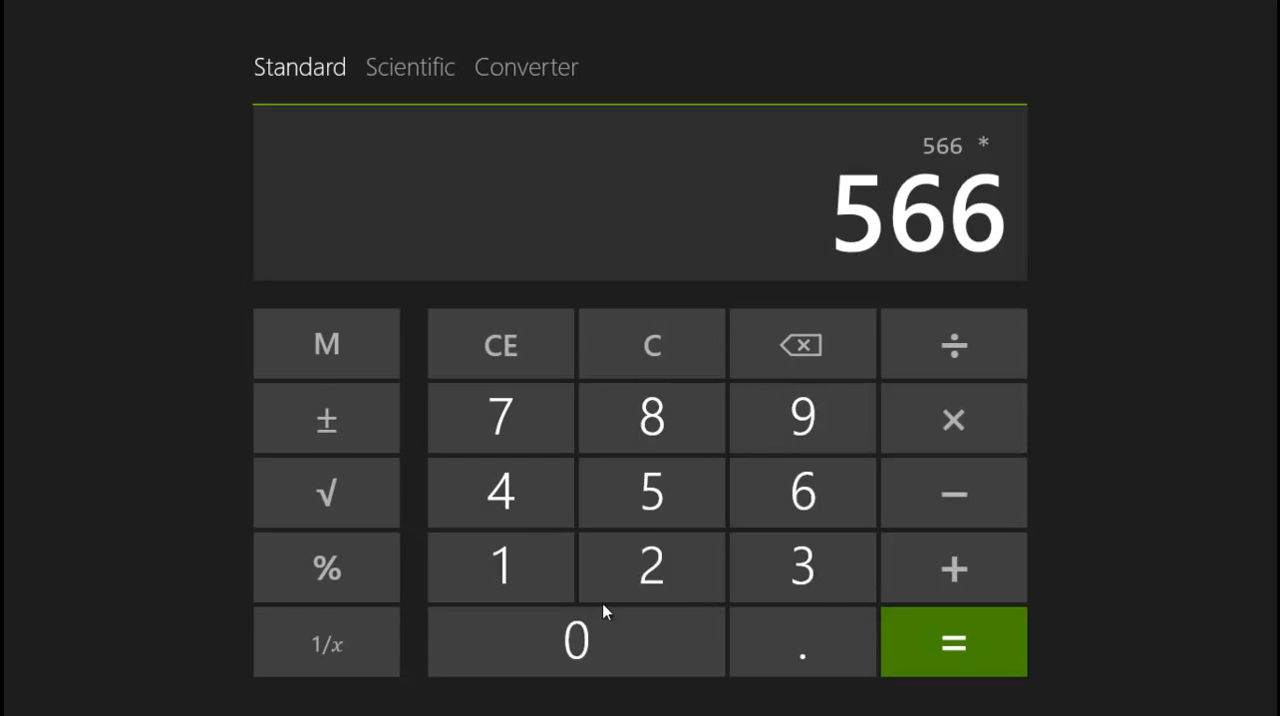 Standard Scientific Converter
566 *
566
M CE C ÷
± 7 8 9 ×
√ 4 5 6 −
% 1 2 3 +
1/x 0 . =